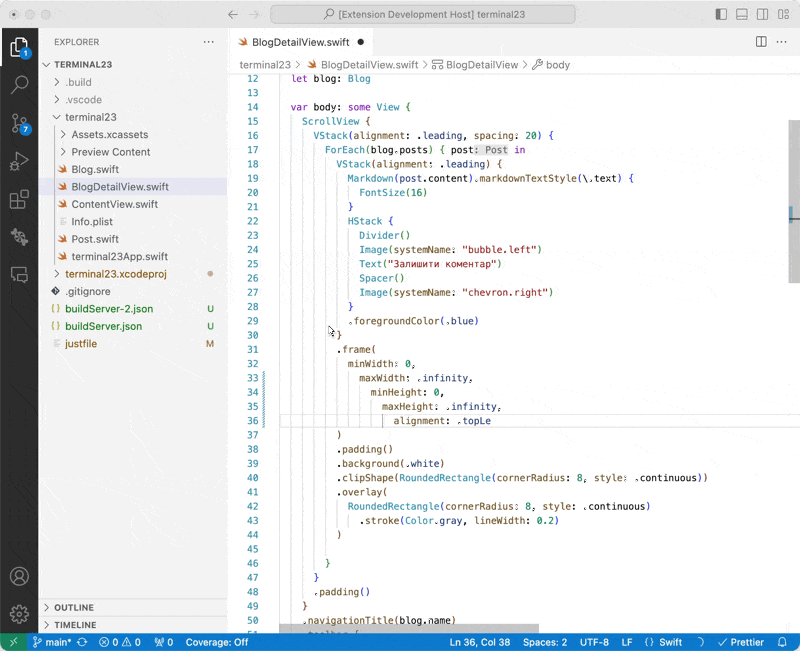 [Extension Development Host] terminal23
EXPLORER
TERMINAL23
.build
.vscode
terminal23
Assets.xcassets
Preview Content
Blog.swift
BlogDetailView.swift
ContentView.swift
Info.plist
Post.swift
terminal23App.swift
terminal23.xcodeproj
.gitignore
buildServer-2.json U
buildServer.json U
justfile M
OUTLINE
TIMELINE
1
7
BlogDetailView.swift
terminal23 > BlogDetailView.swift > BlogDetailView > body
12 let blog: Blog
13
14 var body: some View {
15 ScrollView {
16 VStack(alignment: .leading, spacing: 20) {
17 ForEach(blog.posts) { post: Post in
18 VStack(alignment: .leading) {
19 Markdown(post.content).markdownTextStyle(\.text) {
20 FontSize(16)
21 }
22 HStack {
23 Divider()
24 Image(systemName: "bubble.left")
25 Text("Залишити коментар")
26 Spacer()
27 Image(systemName: "chevron.right")
28 }
29 .foregroundColor(.blue)
30 }
31 .frame(
32 minWidth: 0,
33 maxWidth: .infinity,
34 minHeight: 0,
35 maxHeight: .infinity,
36 alignment: .topLe
37 )
38 .padding()
39 .background(.white)
40 .clipShape(RoundedRectangle(cornerRadius: 8, style: .continuous))
41 .overlay(
42 RoundedRectangle(cornerRadius: 8, style: .continuous)
43 .stroke(Color.gray, lineWidth: 0.2)
44 )
45
46 }
47 }
48 .padding()
49 }
50 .navigationTitle(blog.name)
51 .toolbar {
main* 0 0 0 Coverage: Off Ln 36, Col 38 Spaces: 2 UTF-8 LF {} Swift Prettier